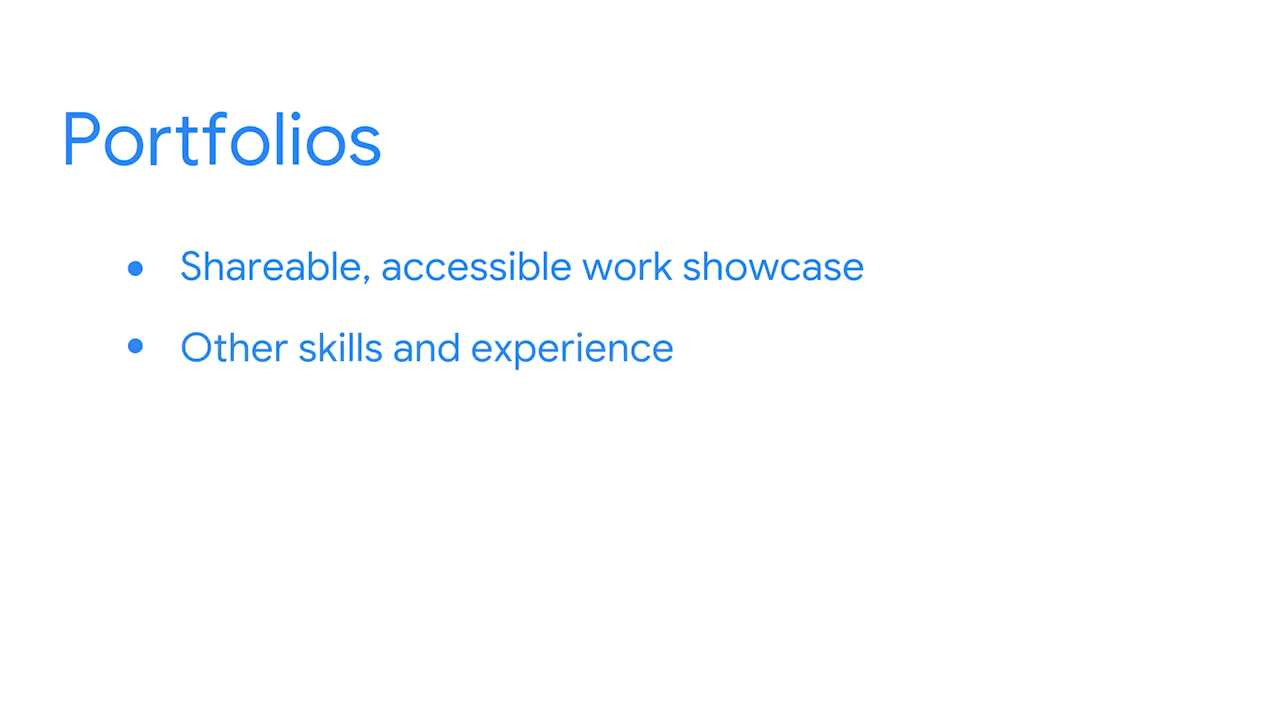 Portfolios
• Shareable, accessible work showcase
• Other skills and experience